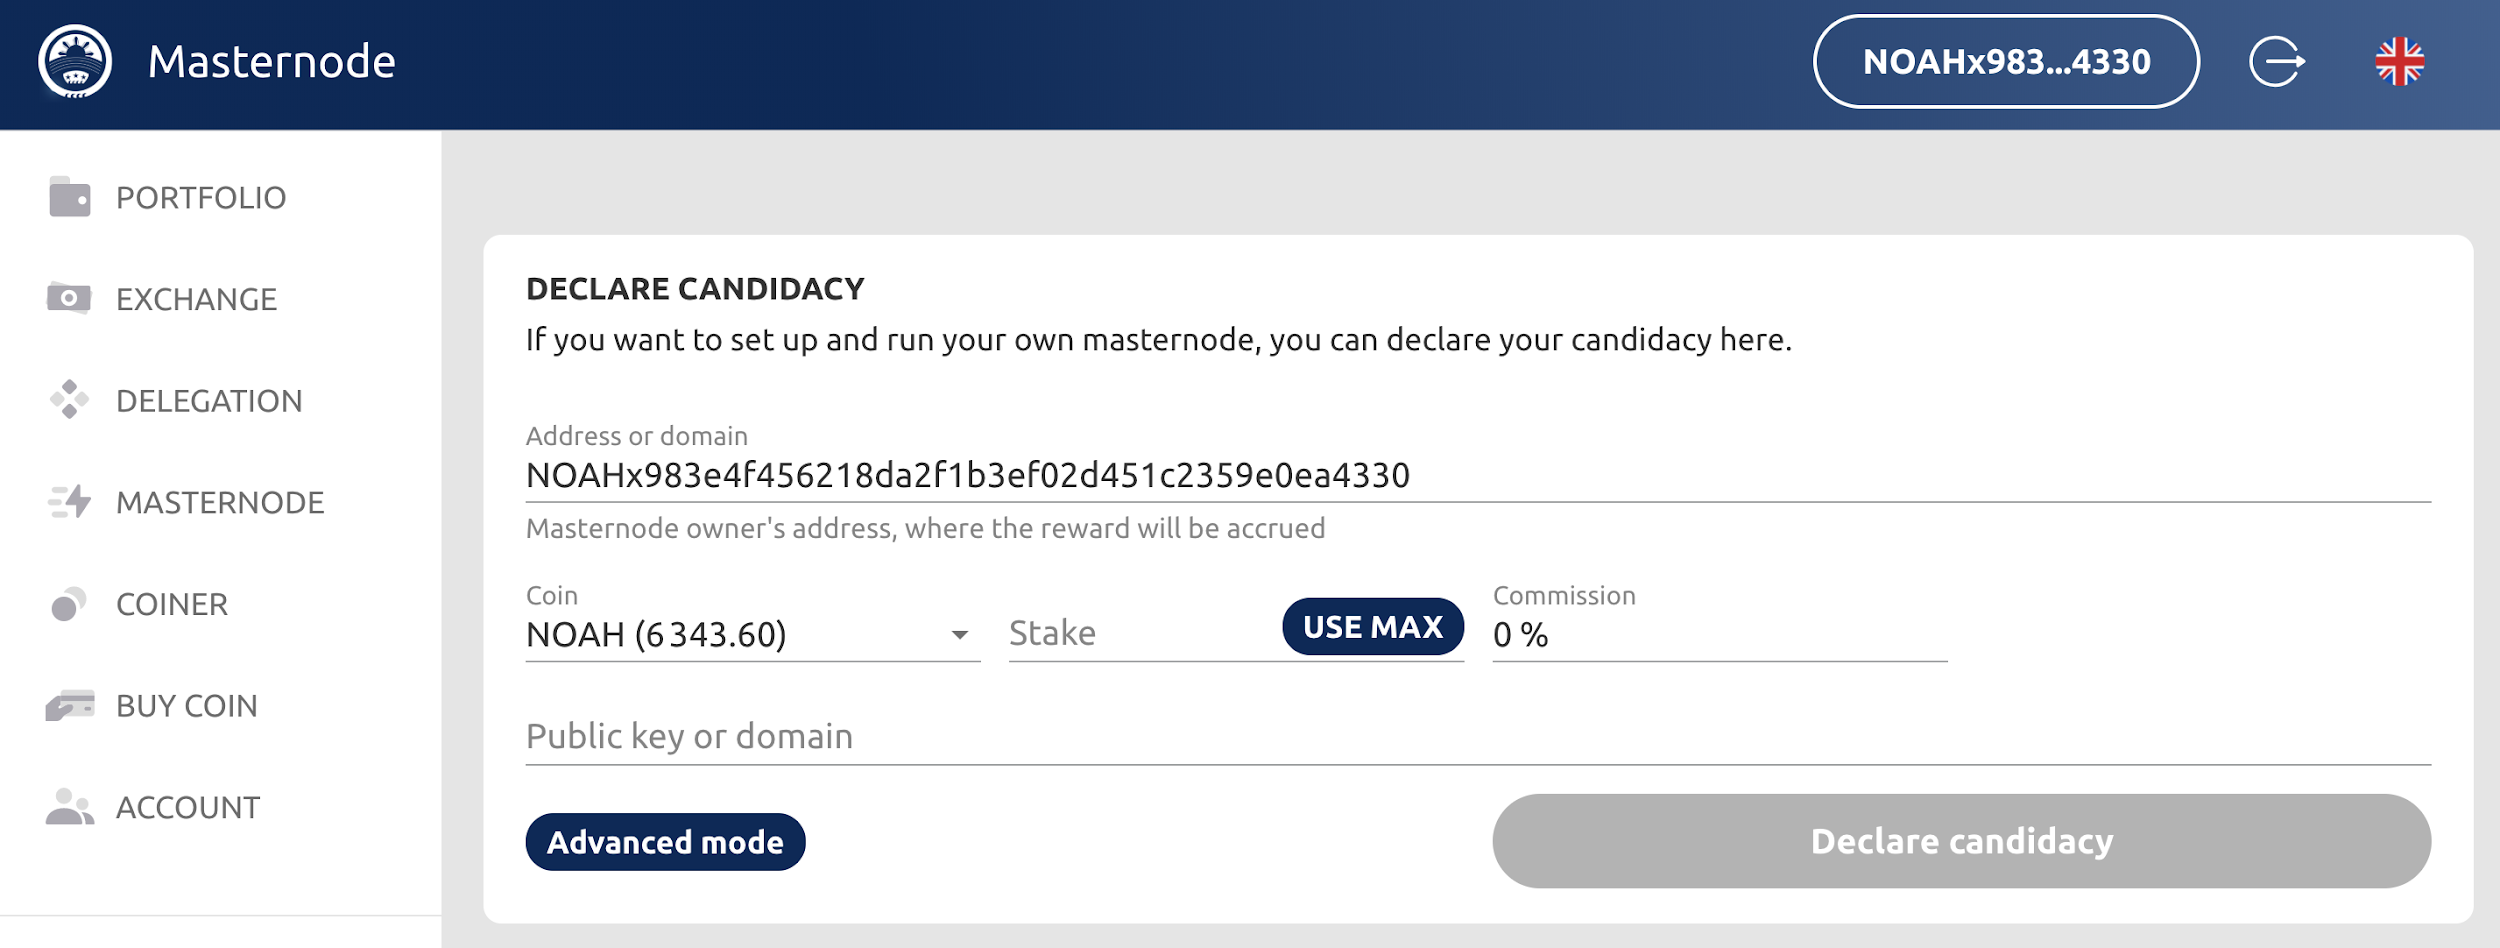 Masternode
NOAHx983...4330
PORTFOLIO
EXCHANGE
DELEGATION
MASTERNODE
COINER
BUY COIN
ACCOUNT
DECLARE CANDIDACY
If you want to set up and run your own masternode, you can declare your candidacy here.
Address or domain
NOAHx983e4f456218da2f1b3ef02d451c2359e0ea4330
Masternode owner's address, where the reward will be accrued
Coin
NOAH (6 343.60)
Stake
USE MAX
Commission
0 %
Public key or domain
Advanced mode
Declare candidacy